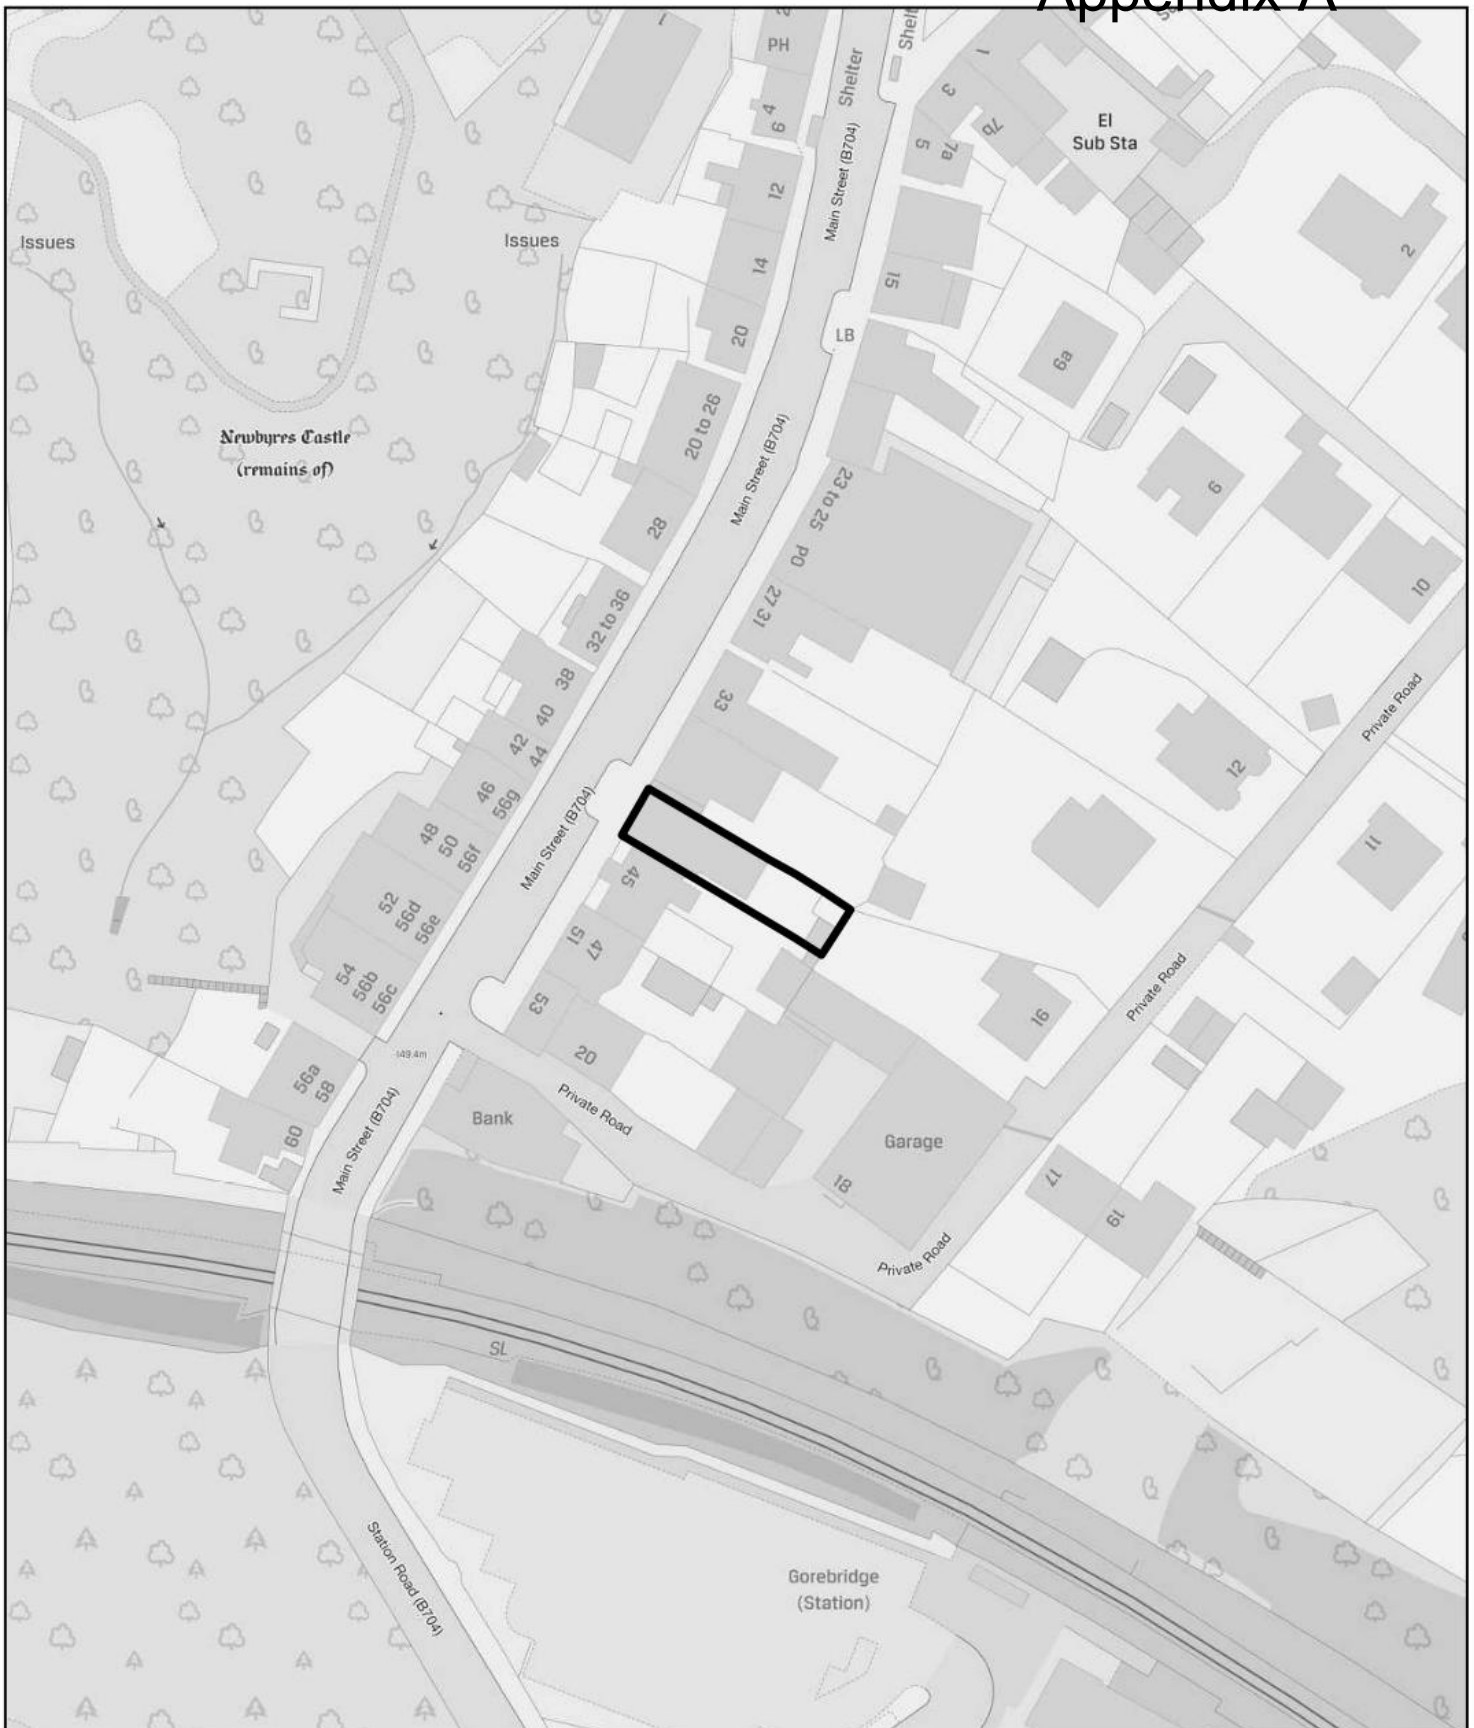 Appendix A
PH
Shelter
4
6
Main Street (B704)
1
3
5
7a
7b
El
Sub Sta
12
2
Issues
Issues
14
15
20
LB
6a
Newbyres Castle
(remains of)
20 to 26
Main Street (B704)
9
28
23 to 25
PO
10
27 31
32 to 36
38
33
40
Private Road
42
44
12
46
56g
Main Street (B704)
48
50
56f
11
45
52
56d
56e
51
47
54
56b
56c
53
16
Private Road
149.4m
20
56a
58
Private Road
Bank
Garage
60
Main Street (B704)
18
17
19
Private Road
SL
Station Road (B704)
Gorebridge
(Station)